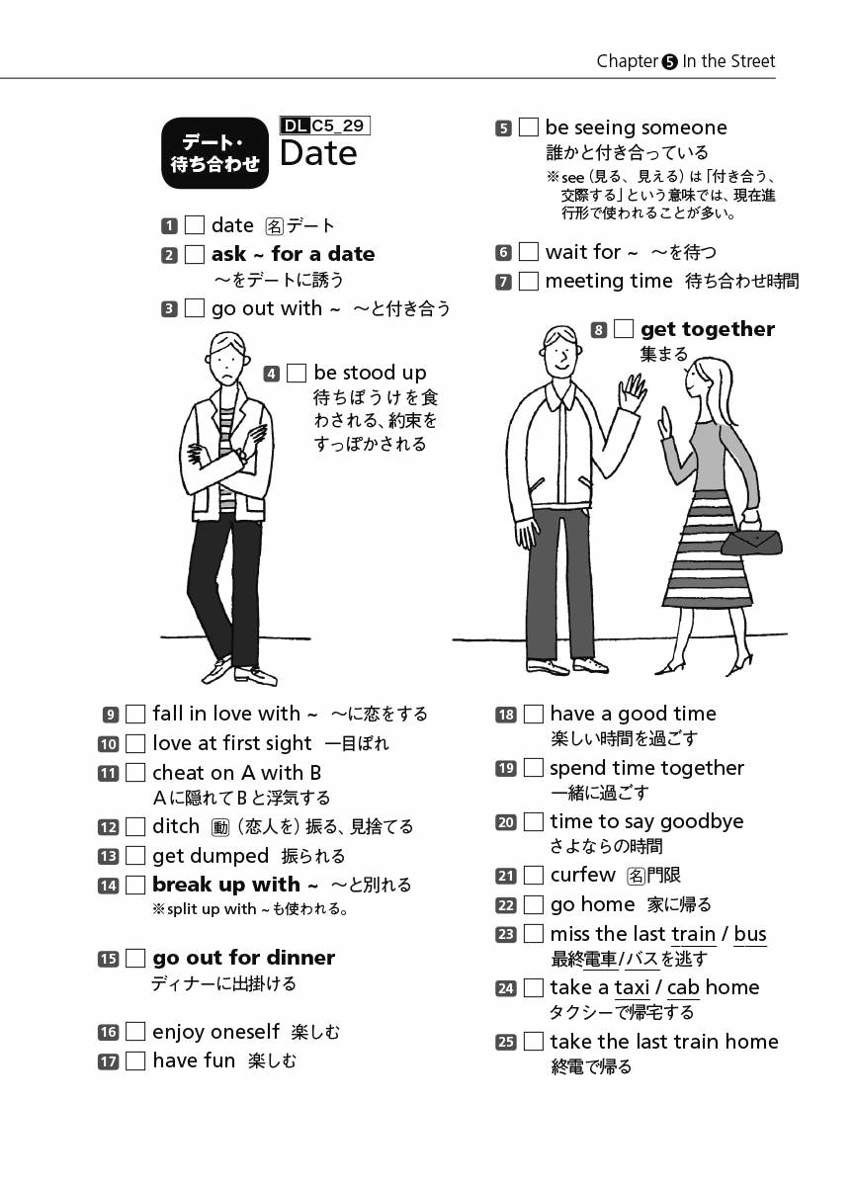 Chapter❺In the Street
デート・
待ち合わせ
DL C5_29
Date
1 □ date 名デート
2 □ ask ~ for a date
～をデートに誘う
3 □ go out with ~ ～と付き合う
4 □ be stood up
待ちぼうけを食
わされる、約束を
すっぽかされる
5 □ be seeing someone
誰かと付き合っている
※see（見る、見える）は「付き合う、
交際する」という意味では、現在進
行形で使われることが多い。
6 □ wait for ~ ～を待つ
7 □ meeting time 待ち合わせ時間
8 □ get together
集まる
9 □ fall in love with ~ ～に恋をする
10 □ love at first sight 一目ぼれ
11 □ cheat on A with B
Aに隠れてBと浮気する
12 □ ditch 動（恋人を）振る、見捨てる
13 □ get dumped 振られる
14 □ break up with ~ ～と別れる
※split up with ~も使われる。
15 □ go out for dinner
ディナーに出掛ける
16 □ enjoy oneself 楽しむ
17 □ have fun 楽しむ
18 □ have a good time
楽しい時間を過ごす
19 □ spend time together
一緒に過ごす
20 □ time to say goodbye
さよならの時間
21 □ curfew 名門限
22 □ go home 家に帰る
23 □ miss the last train / bus
最終電車/バスを逃す
24 □ take a taxi / cab home
タクシーで帰宅する
25 □ take the last train home
終電で帰る